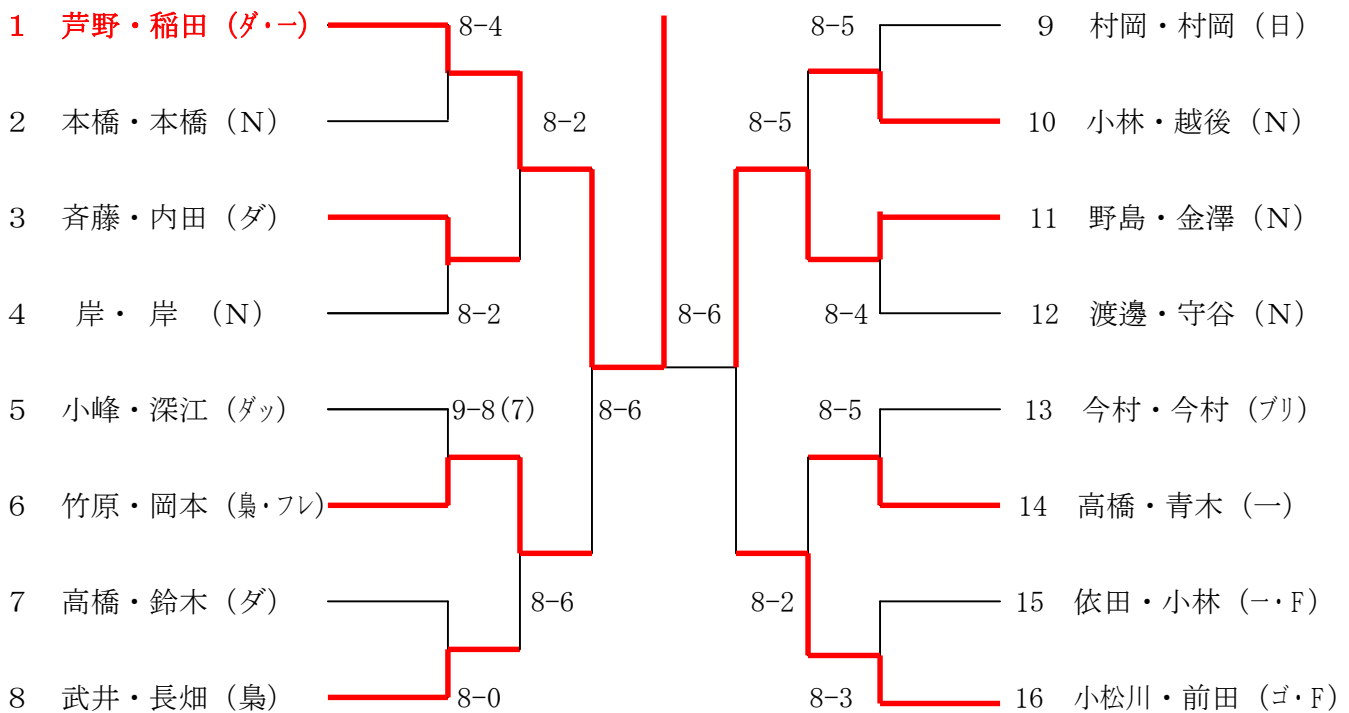 1 芦野・稲田 (ダ・一)
8-4
2 本橋・本橋 (N)
8-2
3 斉藤・内田 (ダ)
4 岸・ 岸 (N)
8-2
5 小峰・深江 (ダッ)
9-8(7)
8-6
6 竹原・岡本 (梟・フレ)
7 高橋・鈴木 (ダ)
8-6
8 武井・長畑 (梟)
8-0
8-6
8-5
9 村岡・村岡 (日)
8-5
10 小林・越後 (N)
11 野島・金澤 (N)
8-4
12 渡邊・守谷 (N)
8-5
13 今村・今村 (ブリ)
14 高橋・青木 (一)
8-2
15 依田・小林 (一・F)
8-3
16 小松川・前田 (ゴ・F)